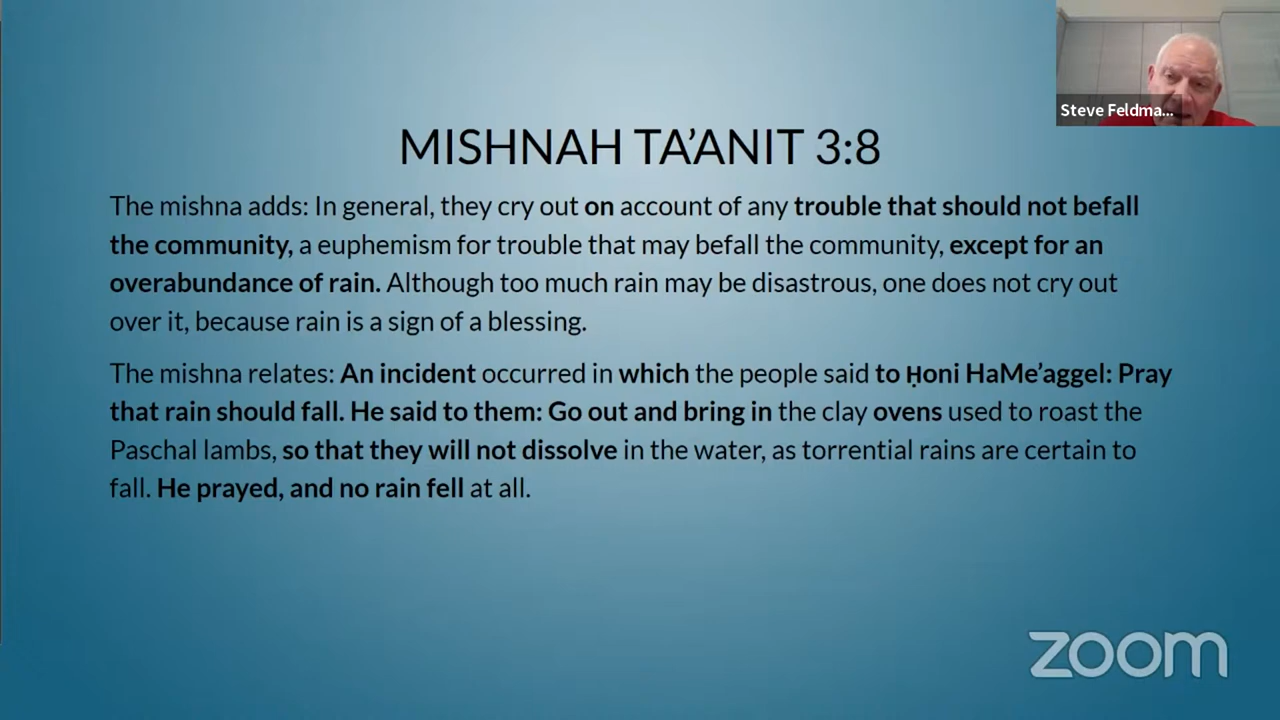 Steve Feldma...
MISHNAH TA’ANIT 3:8
The mishna adds: In general, they cry out on account of any trouble that should not befall
the community, a euphemism for trouble that may befall the community, except for an
overabundance of rain. Although too much rain may be disastrous, one does not cry out
over it, because rain is a sign of a blessing.
The mishna relates: An incident occurred in which the people said to Ḥoni HaMe’aggel: Pray
that rain should fall. He said to them: Go out and bring in the clay ovens used to roast the
Paschal lambs, so that they will not dissolve in the water, as torrential rains are certain to
fall. He prayed, and no rain fell at all.
zoom